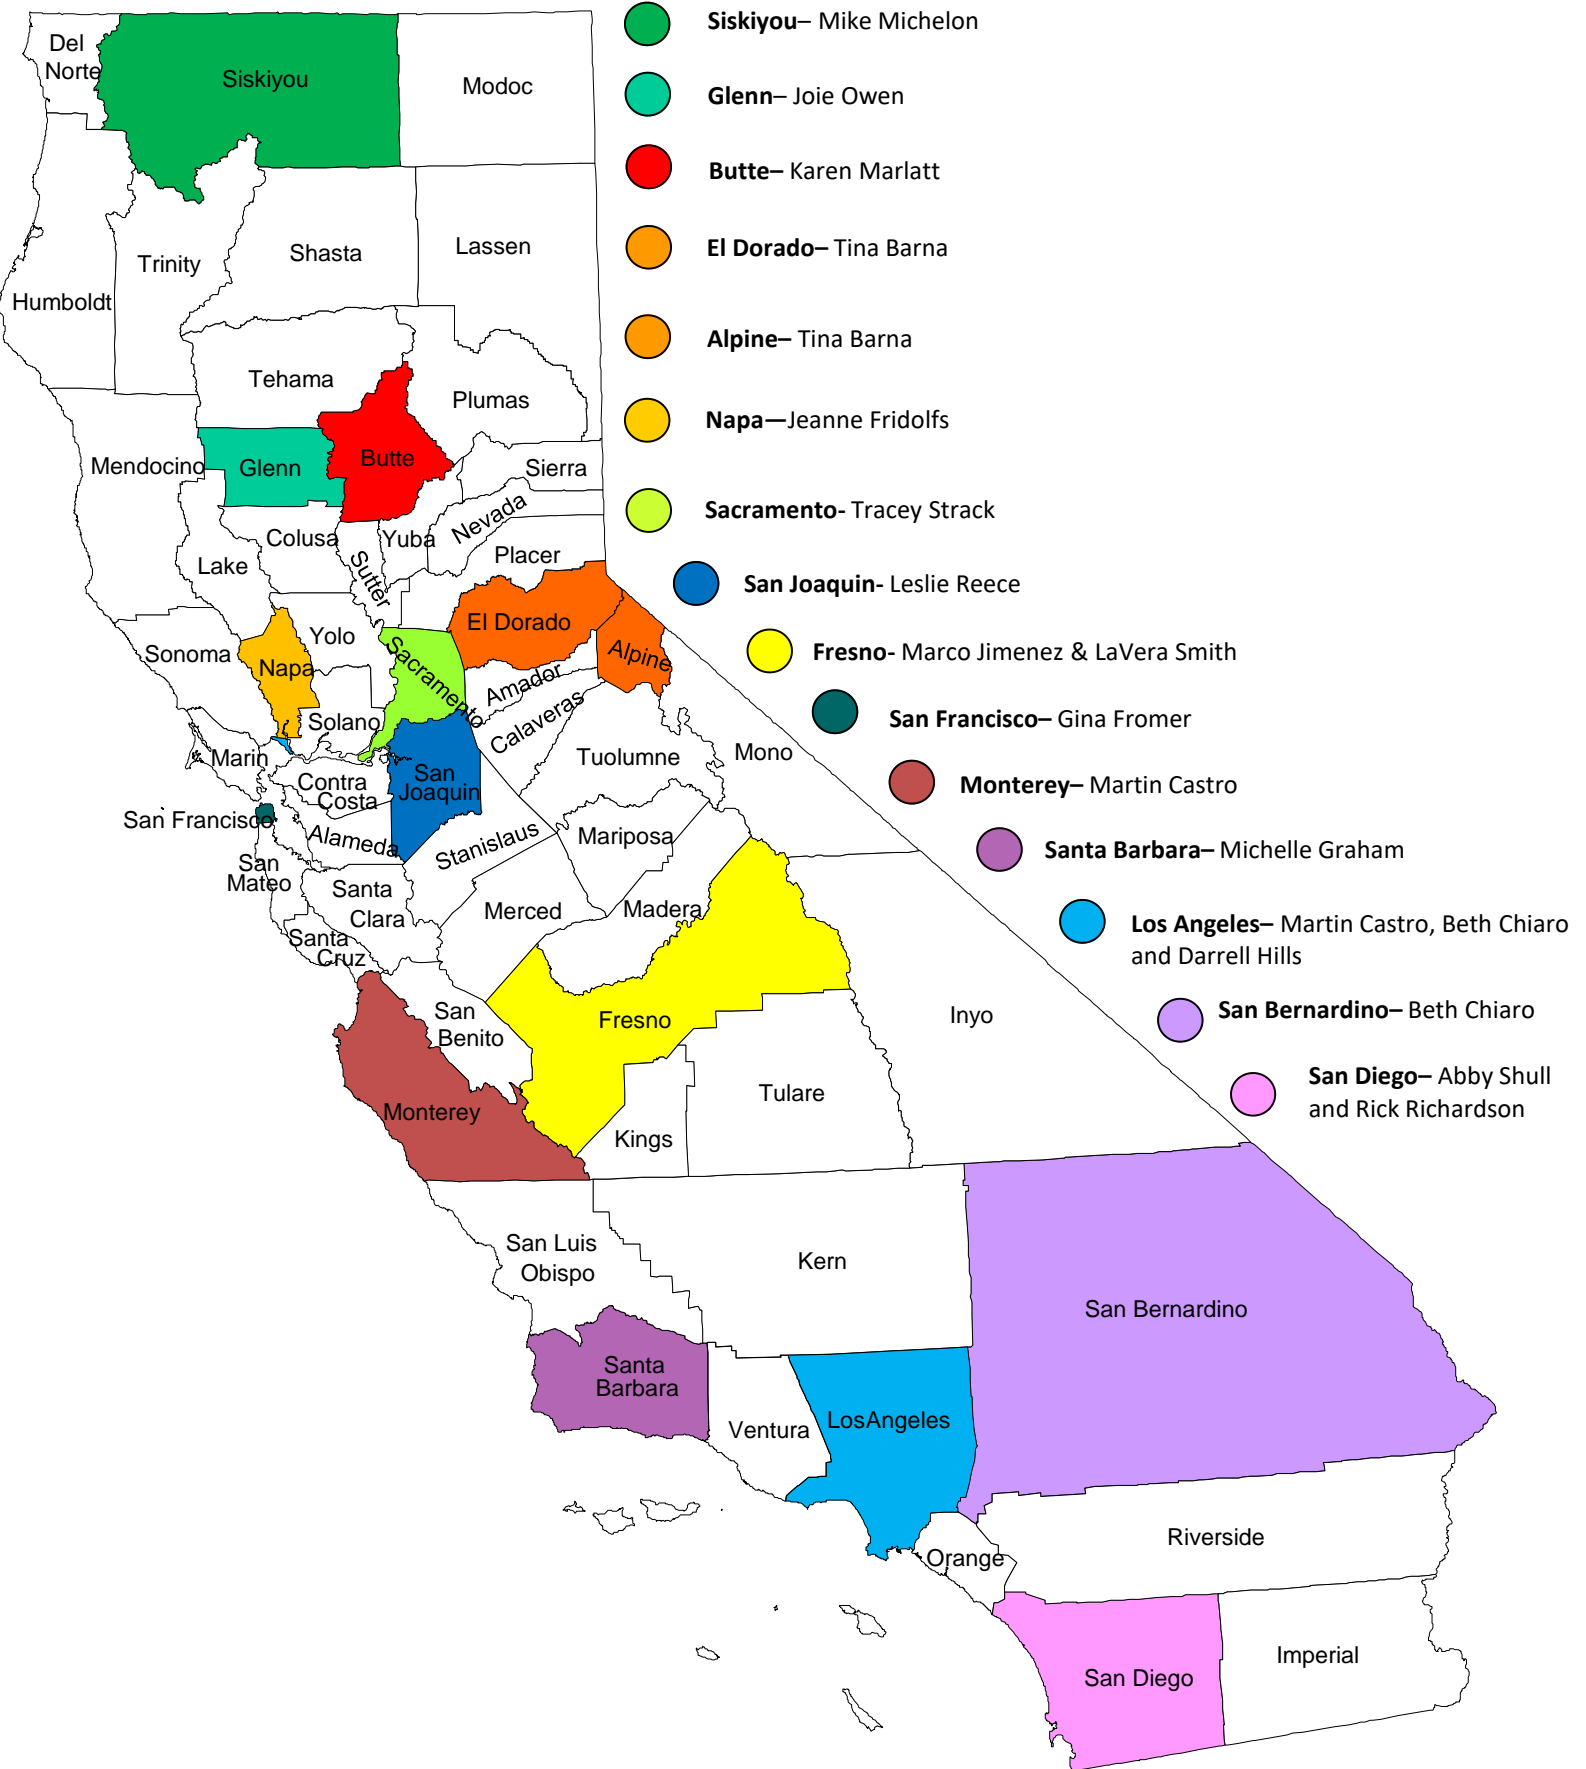 Siskiyou– Mike Michelon
Glenn– Joie Owen
Butte– Karen Marlatt
El Dorado– Tina Barna
Alpine– Tina Barna
Napa—Jeanne Fridolfs
Sacramento- Tracey Strack
San Joaquin- Leslie Reece
Fresno- Marco Jimenez & LaVera Smith
San Francisco– Gina Fromer
Monterey– Martin Castro
Santa Barbara– Michelle Graham
Los Angeles– Martin Castro, Beth Chiaro
and Darrell Hills
San Bernardino– Beth Chiaro
San Diego– Abby Shull
and Rick Richardson
Del
Norte
Siskiyou
Modoc
Humboldt
Trinity
Shasta
Lassen
Tehama
Plumas
Mendocino
Glenn
Butte
Sierra
Nevada
Colusa
Sutter
Yuba
Placer
Lake
El Dorado
Alpine
Sonoma
Napa
Yolo
Sacramento
Amador
Calaveras
Solano
Marin
Contra
Costa
San
Joaquin
Tuolumne
Mono
San Francisco
Alameda
Stanislaus
Mariposa
San
Mateo
Santa
Clara
Merced
Madera
Santa
Cruz
San
Benito
Fresno
Inyo
Monterey
Kings
Tulare
San Luis
Obispo
Kern
San Bernardino
Santa
Barbara
Ventura
LosAngeles
Orange
Riverside
San Diego
Imperial